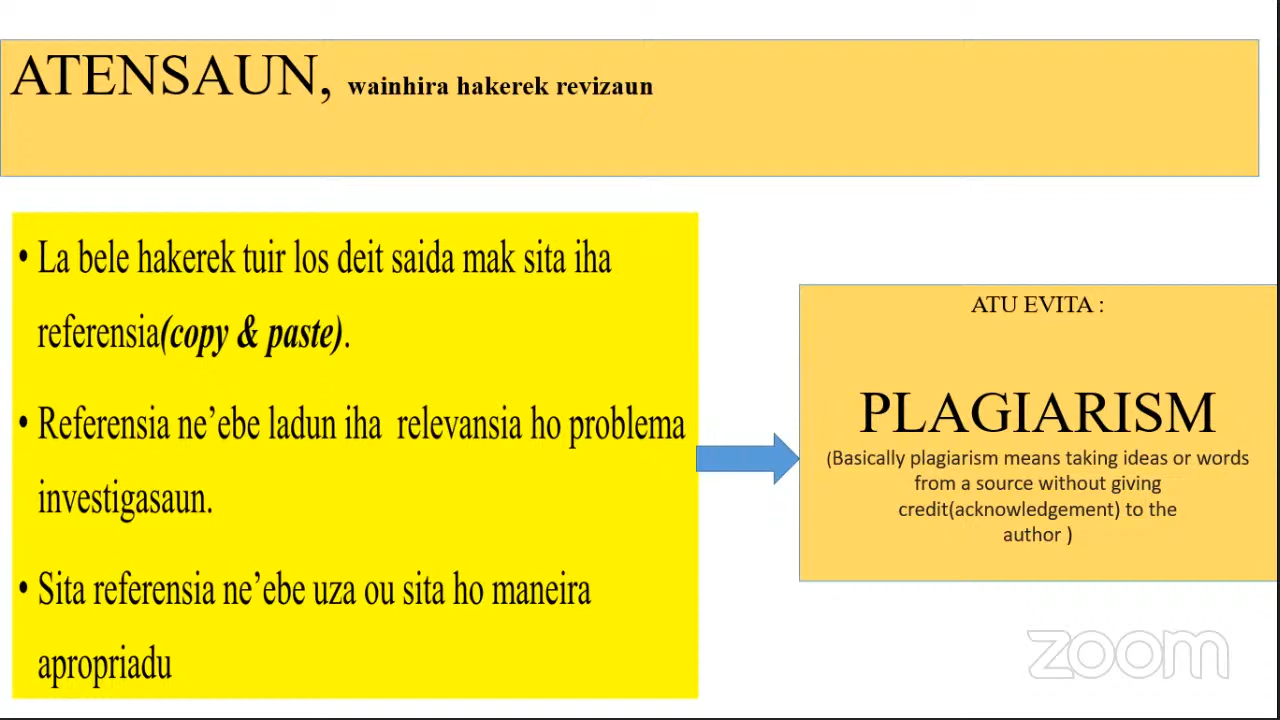 ATENSAUN, wainhira hakerek revizaun
• La bele hakerek tuir los deit saida mak sita iha
referensia(copy & paste).
• Referensia ne’ebe ladun iha relevansia ho problema
investigasaun.
• Sita referensia ne’ebe uza ou sita ho maneira
apropriadu
ATU EVITA :
PLAGIARISM
(Basically plagiarism means taking ideas or words
from a source without giving
credit(acknowledgement) to the
author )
zoom